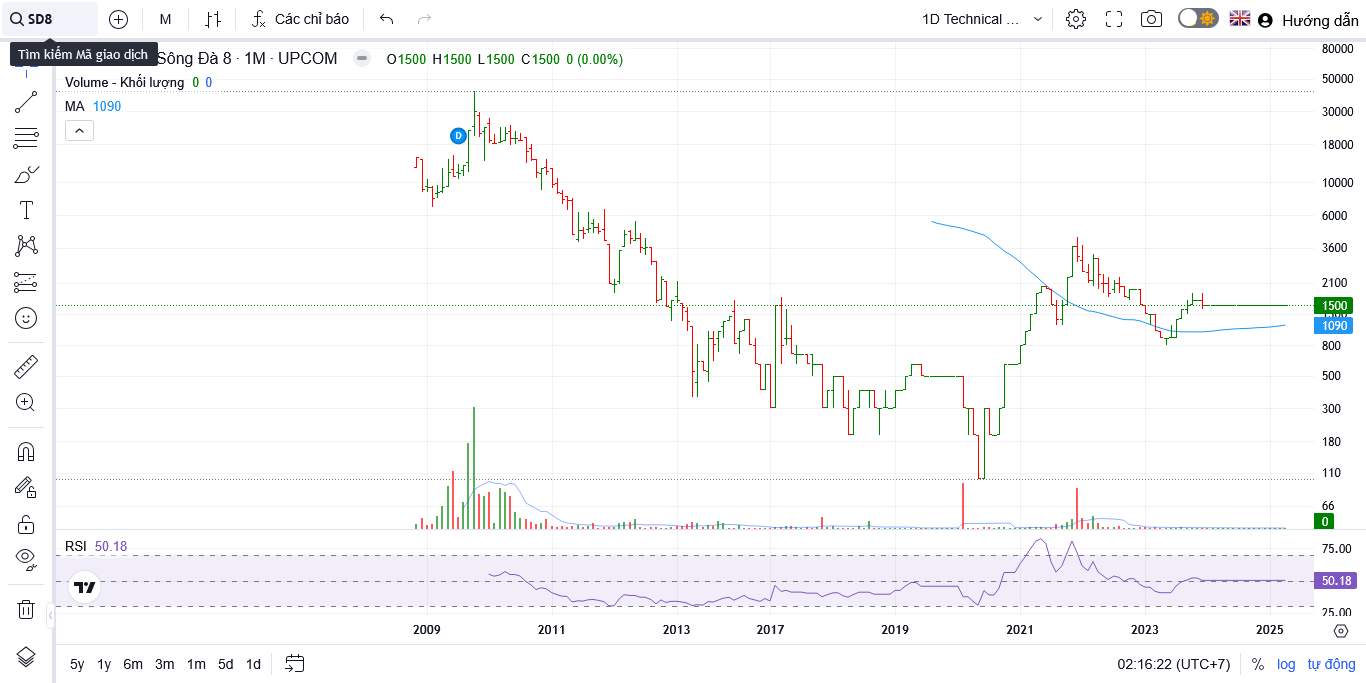 SD8
M
Các chỉ báo
1D Technical ...
Hướng dẫn
Tìm kiếm Mã giao dịch
Sông Đà 8 · 1M · UPCOM
O1500 H1500 L1500 C1500 0 (0.00%)
Volume - Khối lượng 0 0
MA 1090
D
80000
50000
30000
18000
10000
6000
3600
2100
1500
1090
800
500
300
180
110
66
0
RSI 50.18
75.00
50.18
25.00
2009 2011 2013 2017 2019 2021 2023 2025
5y 1y 6m 3m 1m 5d 1d
02:16:22 (UTC+7) % log tự động